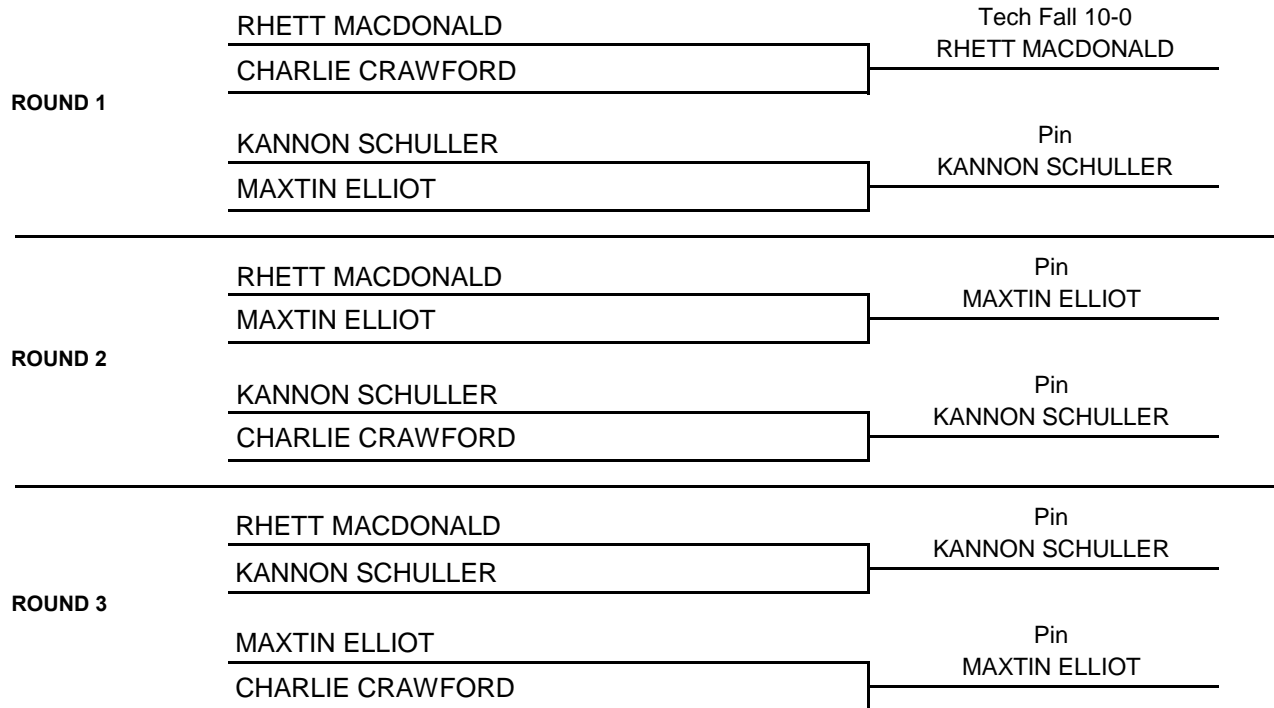 RHETT MACDONALD
Tech Fall 10-0
RHETT MACDONALD
CHARLIE CRAWFORD
ROUND 1
KANNON SCHULLER
Pin
KANNON SCHULLER
MAXTIN ELLIOT
RHETT MACDONALD
Pin
MAXTIN ELLIOT
MAXTIN ELLIOT
ROUND 2
KANNON SCHULLER
Pin
KANNON SCHULLER
CHARLIE CRAWFORD
RHETT MACDONALD
Pin
KANNON SCHULLER
KANNON SCHULLER
ROUND 3
MAXTIN ELLIOT
Pin
MAXTIN ELLIOT
CHARLIE CRAWFORD